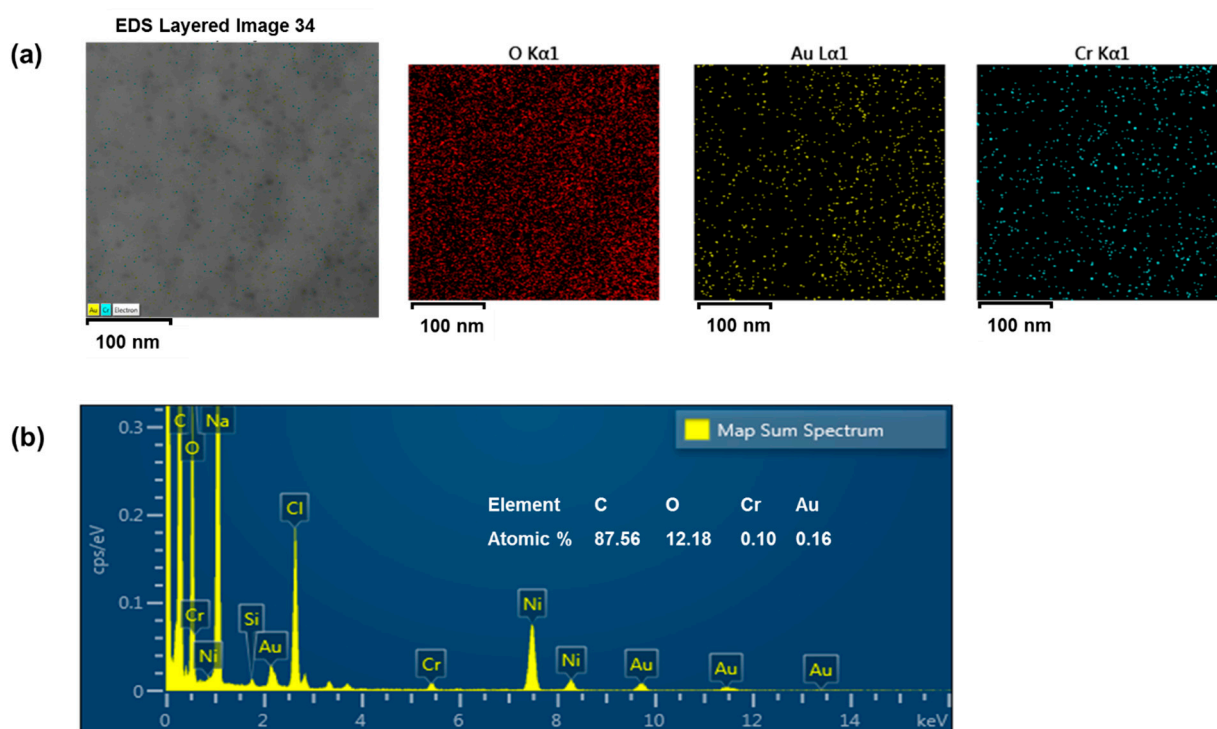 (a)
EDS Layered Image 34
O Kα1
Au Lα1
Cr Kα1
Au Cr Electron
100 nm
100 nm
100 nm
100 nm
(b)
Map Sum Spectrum
cps/eV
0.3
0.2
0.1
0
C
O
Na
Cr
Ni
Si
Au
Cl
Cr
Ni
Ni
Au
Au
Au
Element C O Cr Au
Atomic % 87.56 12.18 0.10 0.16
0 2 4 6 8 10 12 14 keV